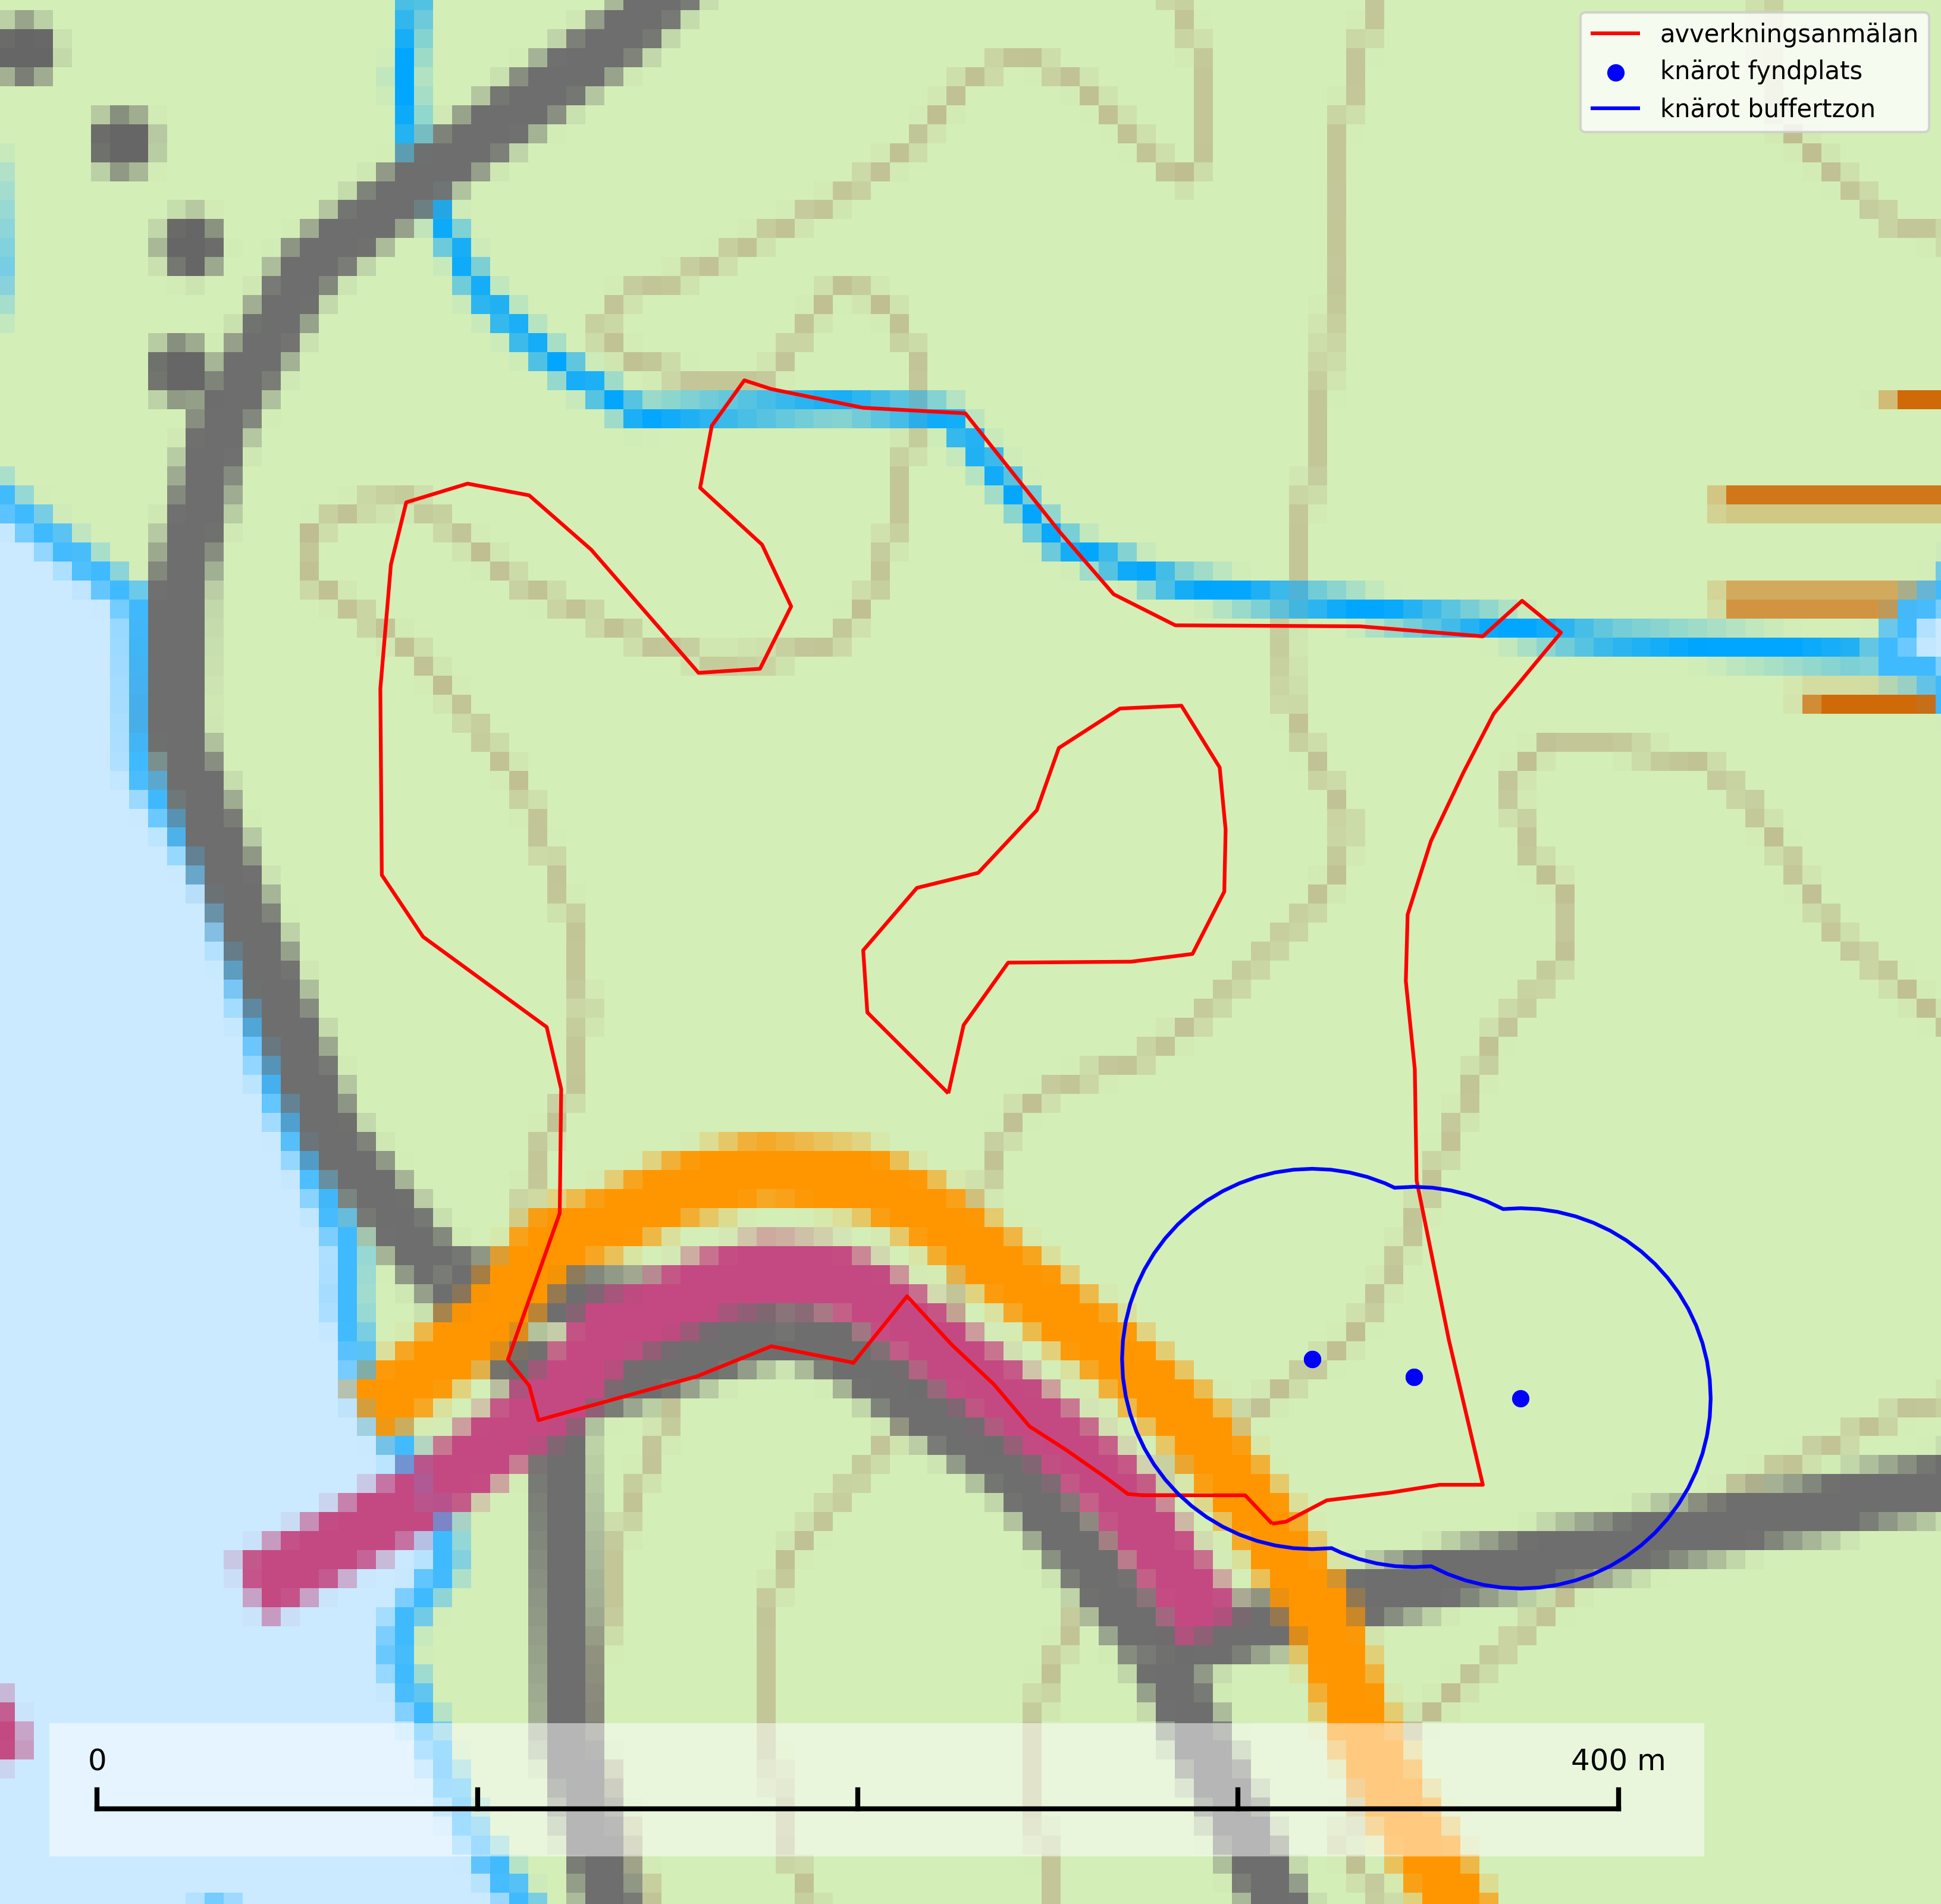 avverkningsanmälan
knärot fyndplats
knärot buffertzon
0 400 m